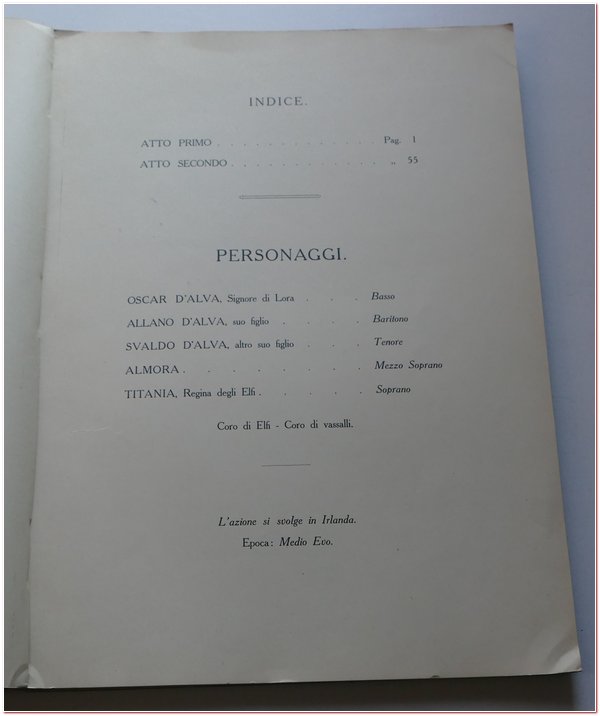 INDICE.
ATTO PRIMO . . . . . . . . . . . . . Pag. 1
ATTO SECONDO . . . . . . . . . . . . „ 55
PERSONAGGI.
OSCAR D'ALVA, Signore di Lora . . . Basso
ALLANO D'ALVA, suo figlio . . . . Baritono
SVALDO D'ALVA, altro suo figlio . . . Tenore
ALMORA . . . . . . . . Mezzo Soprano
TITANIA, Regina degli Elfi . . . . . Soprano
Coro di Elfi - Coro di vassalli.
L'azione si svolge in Irlanda.
Epoca: Medio Evo.